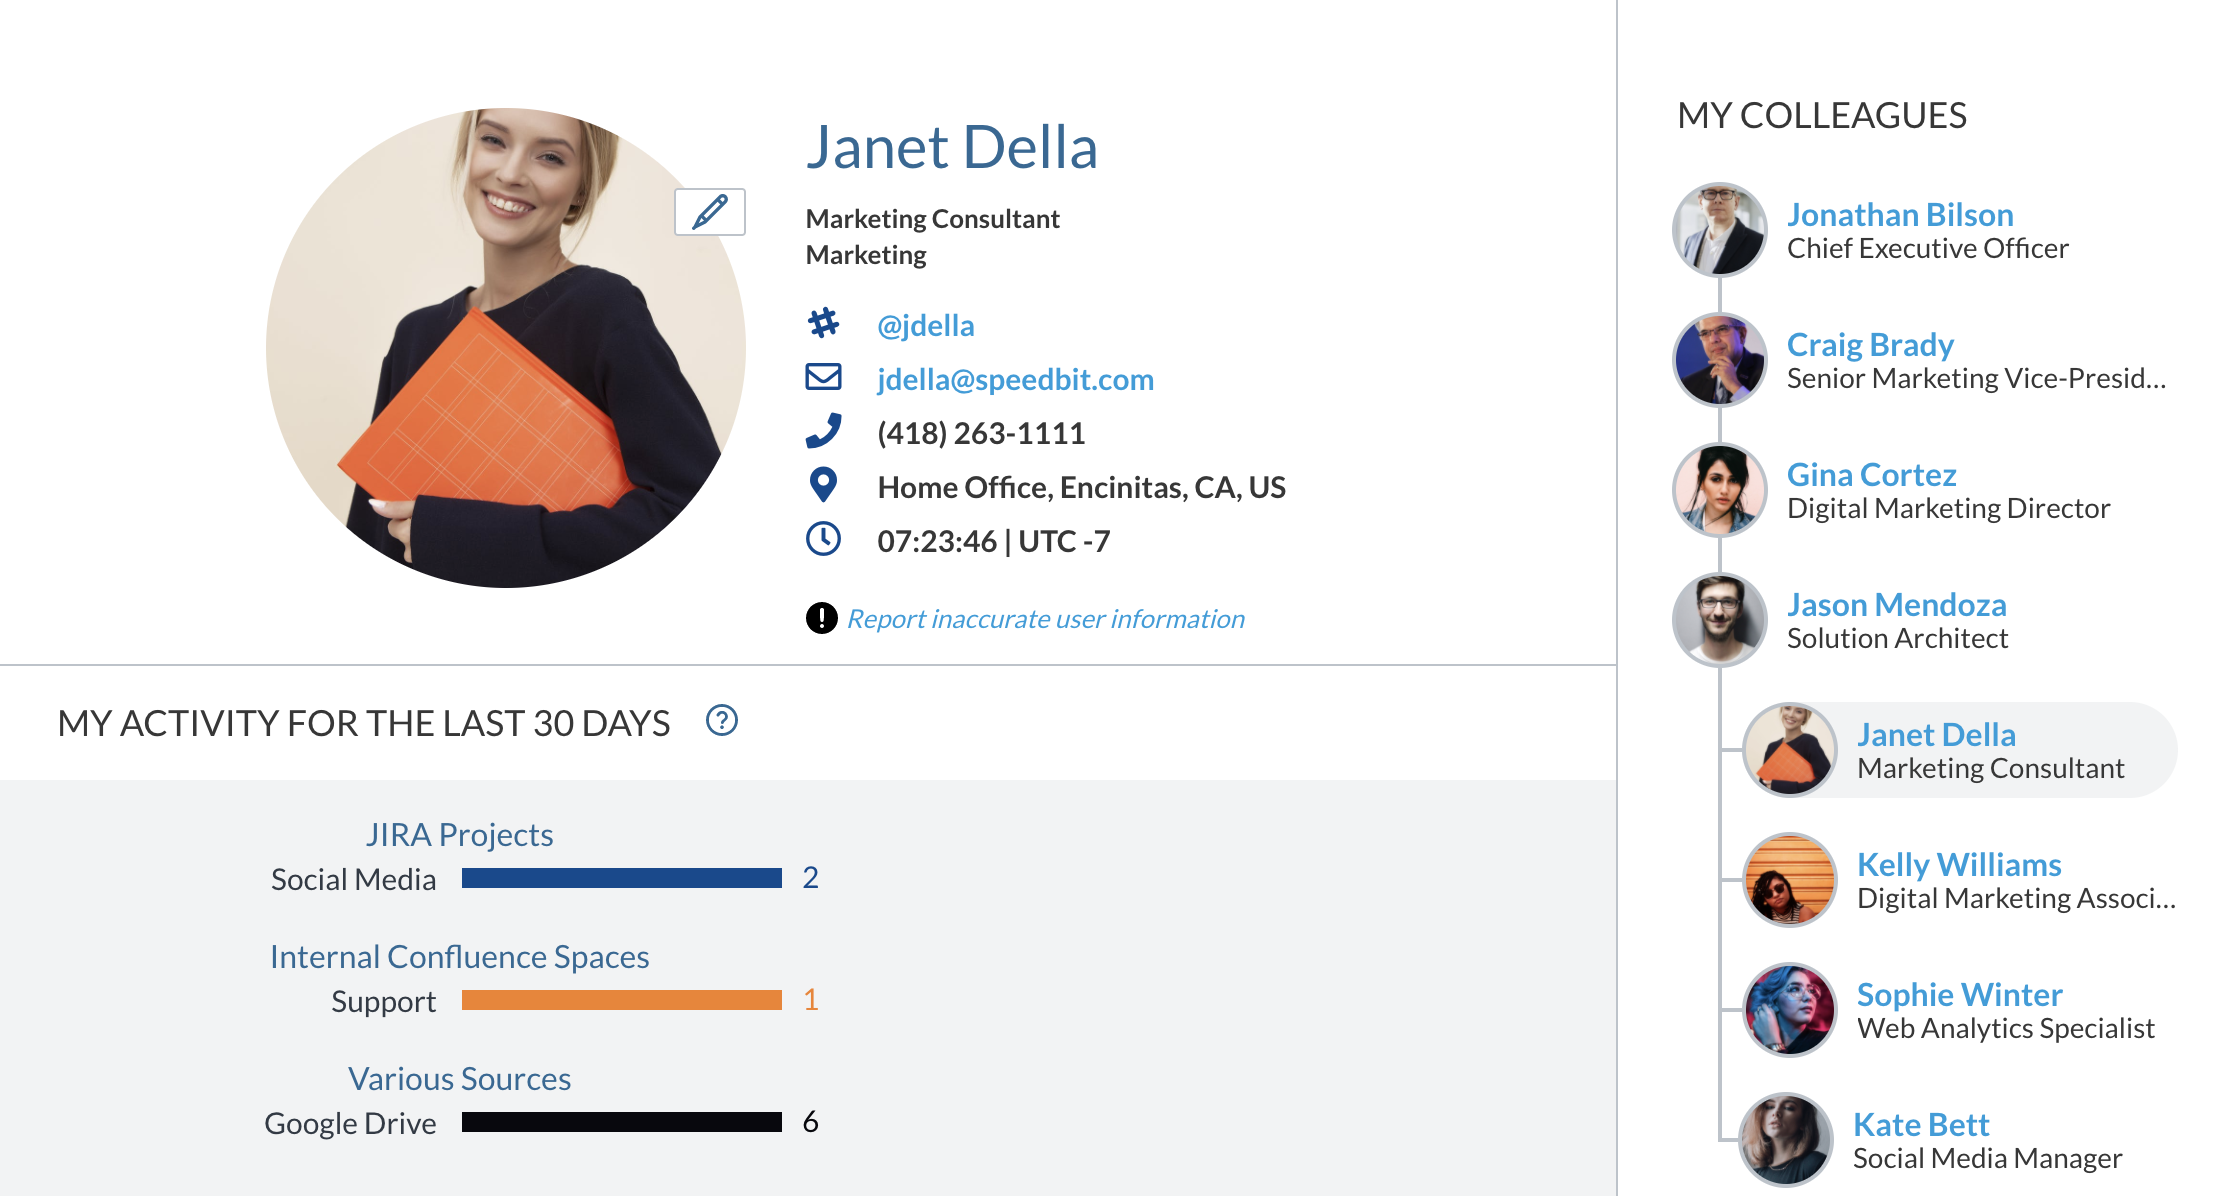 Janet Della
Marketing Consultant
Marketing
@jdella
jdella@speedbit.com
(418) 263-1111
Home Office, Encinitas, CA, US
07:23:46 | UTC -7
Report inaccurate user information
MY ACTIVITY FOR THE LAST 30 DAYS
JIRA Projects
Social Media 2
Internal Confluence Spaces
Support 1
Various Sources
Google Drive 6
MY COLLEAGUES
Jonathan Bilson
Chief Executive Officer
Craig Brady
Senior Marketing Vice-Presid...
Gina Cortez
Digital Marketing Director
Jason Mendoza
Solution Architect
Janet Della
Marketing Consultant
Kelly Williams
Digital Marketing Associ...
Sophie Winter
Web Analytics Specialist
Kate Bett
Social Media Manager